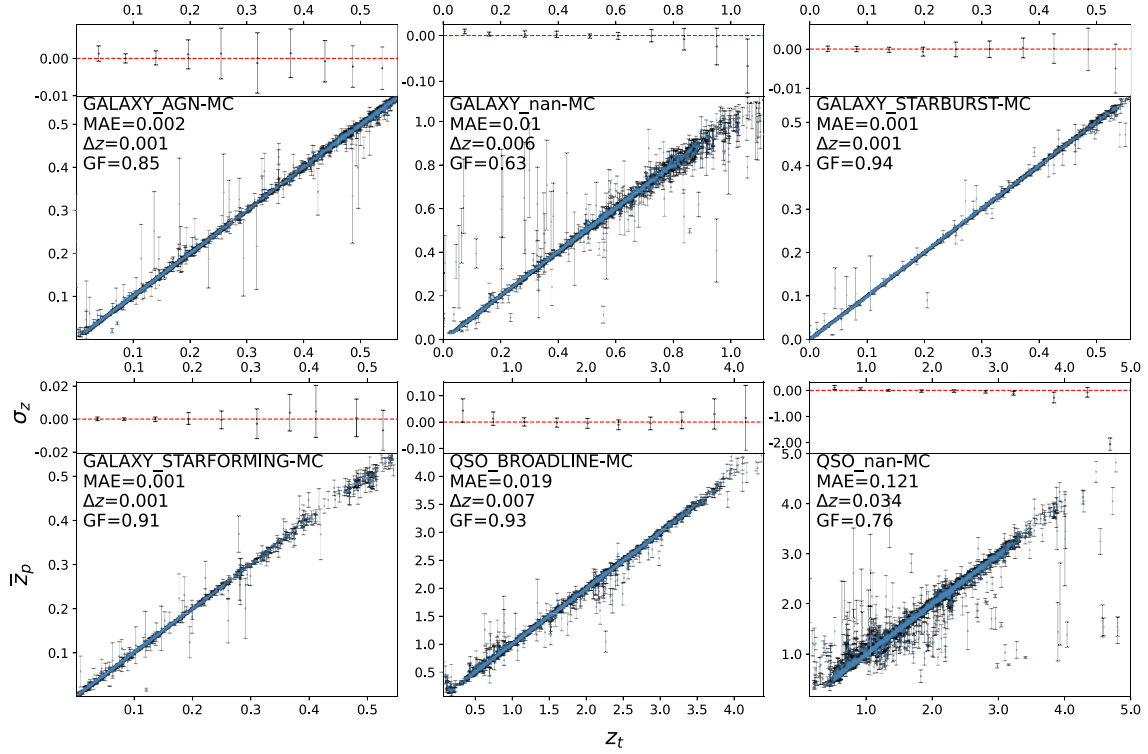 0.1 0.2 0.3 0.4 0.5
0.0 0.2 0.4 0.6 0.8 1.0
0.0 0.1 0.2 0.3 0.4 0.5
0.00
-0.01
0.00
-0.10
0.00
-0.01
GALAXY_AGN-MC
MAE=0.002
Δz=0.001
GF=0.85
0.5
0.4
0.3
0.2
0.1
GALAXY_nan-MC
MAE=0.01
Δz=0.006
GF=0.63
1.0
0.8
0.6
0.4
0.2
0.0
GALAXY_STARBURST-MC
MAE=0.001
Δz=0.001
GF=0.94
0.5
0.4
0.3
0.2
0.1
0.0
0.1 0.2 0.3 0.4 0.5
0.0 0.2 0.4 0.6 0.8 1.0
0.0 0.1 0.2 0.3 0.4 0.5
0.1 0.2 0.3 0.4 0.5
1.0 2.0 3.0 4.0
1.0 2.0 3.0 4.0 5.0
σz
0.02
0.00
-0.02
0.10
0.00
-0.10
0.00
-1.00
-2.00
GALAXY_STARFORMING-MC
MAE=0.001
Δz=0.001
GF=0.91
0.5
0.4
0.3
0.2
0.1
QSO_BROADLINE-MC
MAE=0.019
Δz=0.007
GF=0.93
4.0
3.5
3.0
2.5
2.0
1.5
1.0
0.5
QSO_nan-MC
MAE=0.121
Δz=0.034
GF=0.76
5.0
4.0
3.0
2.0
1.0
z̅p
0.1 0.2 0.3 0.4 0.5
0.5 1.0 1.5 2.0 2.5 3.0 3.5 4.0
1.0 2.0 3.0 4.0 5.0
zt